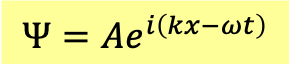 Ψ = Ae^{i(kx−ωt)}